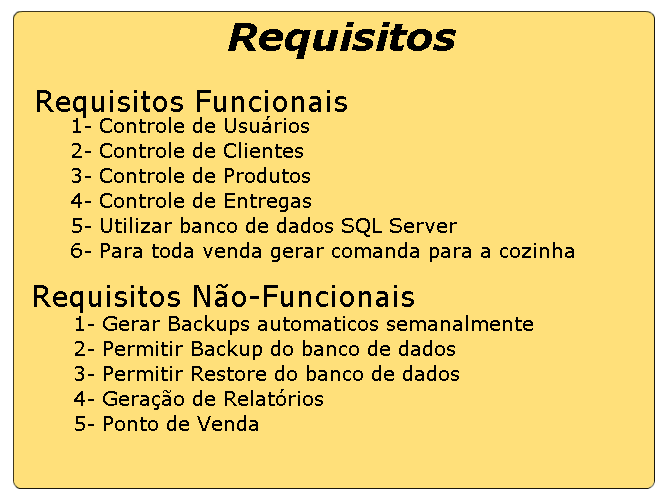 Requisitos
Requisitos Funcionais
1- Controle de Usuários
2- Controle de Clientes
3- Controle de Produtos
4- Controle de Entregas
5- Utilizar banco de dados SQL Server
6- Para toda venda gerar comanda para a cozinha
Requisitos Não-Funcionais
1- Gerar Backups automaticos semanalmente
2- Permitir Backup do banco de dados
3- Permitir Restore do banco de dados
4- Geração de Relatórios
5- Ponto de Venda